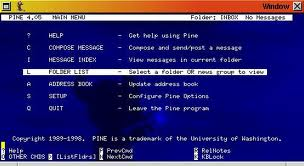 Window
PINE 4.05 MAIN MENU Folder: INBOX No Messages
? HELP - Get help using Pine
C COMPOSE MESSAGE - Compose and send/post a message
I MESSAGE INDEX - View messages in current folder
L FOLDER LIST - Select a folder OR news group to view
A ADDRESS BOOK - Update address book
S SETUP - Configure Pine Options
Q QUIT - Leave the Pine program
Copyright 1989-1998. PINE is a trademark of the University of Washington.
? Help P PrevCmd R RelNotes
O OTHER CMDS > [ListFldrs] N NextCmd K KBLock